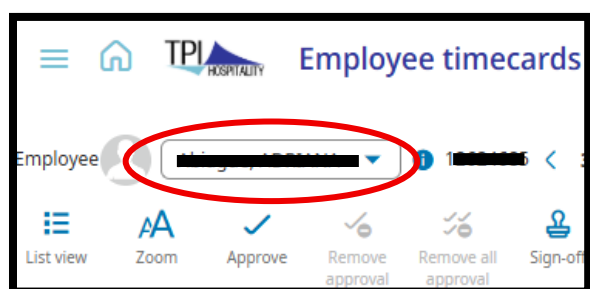 TPI HOSPITALITY Employee timecards
Employee
List view Zoom Approve Remove approval Remove all approval Sign-off